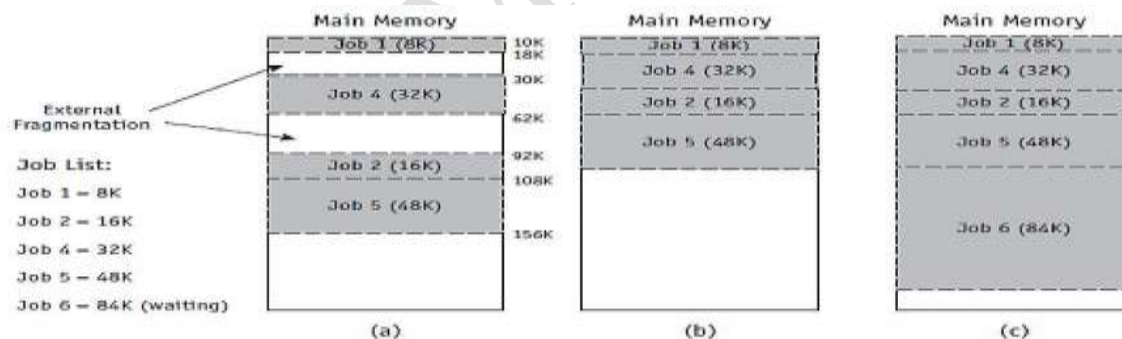 Main Memory
Job 1 (8K)
10K
18K
30K
Job 4 (32K)
62K
92K
Job 2 (16K)
108K
Job 5 (48K)
156K
(a)
External
Fragmentation
Job List:
Job 1 = 8K
Job 2 = 16K
Job 4 = 32K
Job 5 = 48K
Job 6 = 84K (waiting)
Main Memory
Job 1 (8K)
Job 4 (32K)
Job 2 (16K)
Job 5 (48K)
(b)
Main Memory
Job 1 (8K)
Job 4 (32K)
Job 2 (16K)
Job 5 (48K)
Job 6 (84K)
(c)